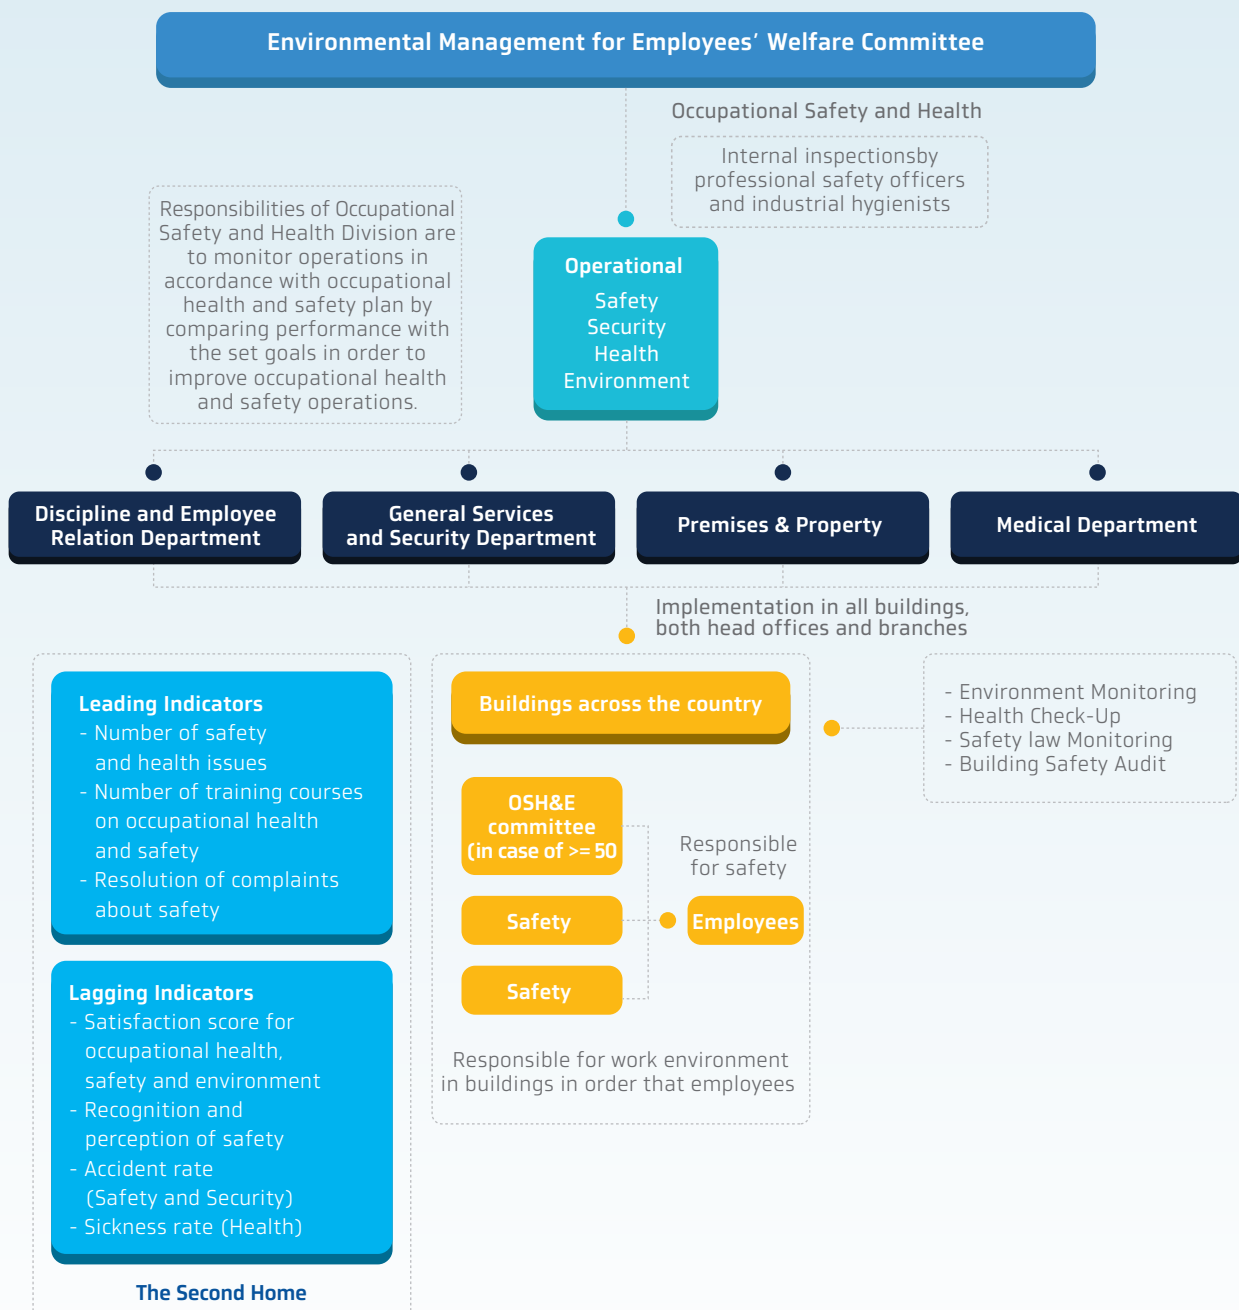 Environmental Management for Employees’ Welfare Committee
Occupational Safety and Health
Internal inspectionsby
professional safety officers
and industrial hygienists
Responsibilities of Occupational
Safety and Health Division are
to monitor operations in
accordance with occupational
health and safety plan by
comparing performance with
the set goals in order to
improve occupational health
and safety operations.
Operational
Safety
Security
Health
Environment
Discipline and Employee
Relation Department
General Services
and Security Department
Premises & Property
Medical Department
Implementation in all buildings,
both head offices and branches
Leading Indicators
- Number of safety
and health issues
- Number of training courses
on occupational health
and safety
- Resolution of complaints
about safety
Lagging Indicators
- Satisfaction score for
occupational health,
safety and environment
- Recognition and
perception of safety
- Accident rate
(Safety and Security)
- Sickness rate (Health)
The Second Home
Buildings across the country
OSH&E
committee
(in case of >= 50
Safety
Safety
Responsible
for safety
Employees
Responsible for work environment
in buildings in order that employees
- Environment Monitoring
- Health Check-Up
- Safety law Monitoring
- Building Safety Audit